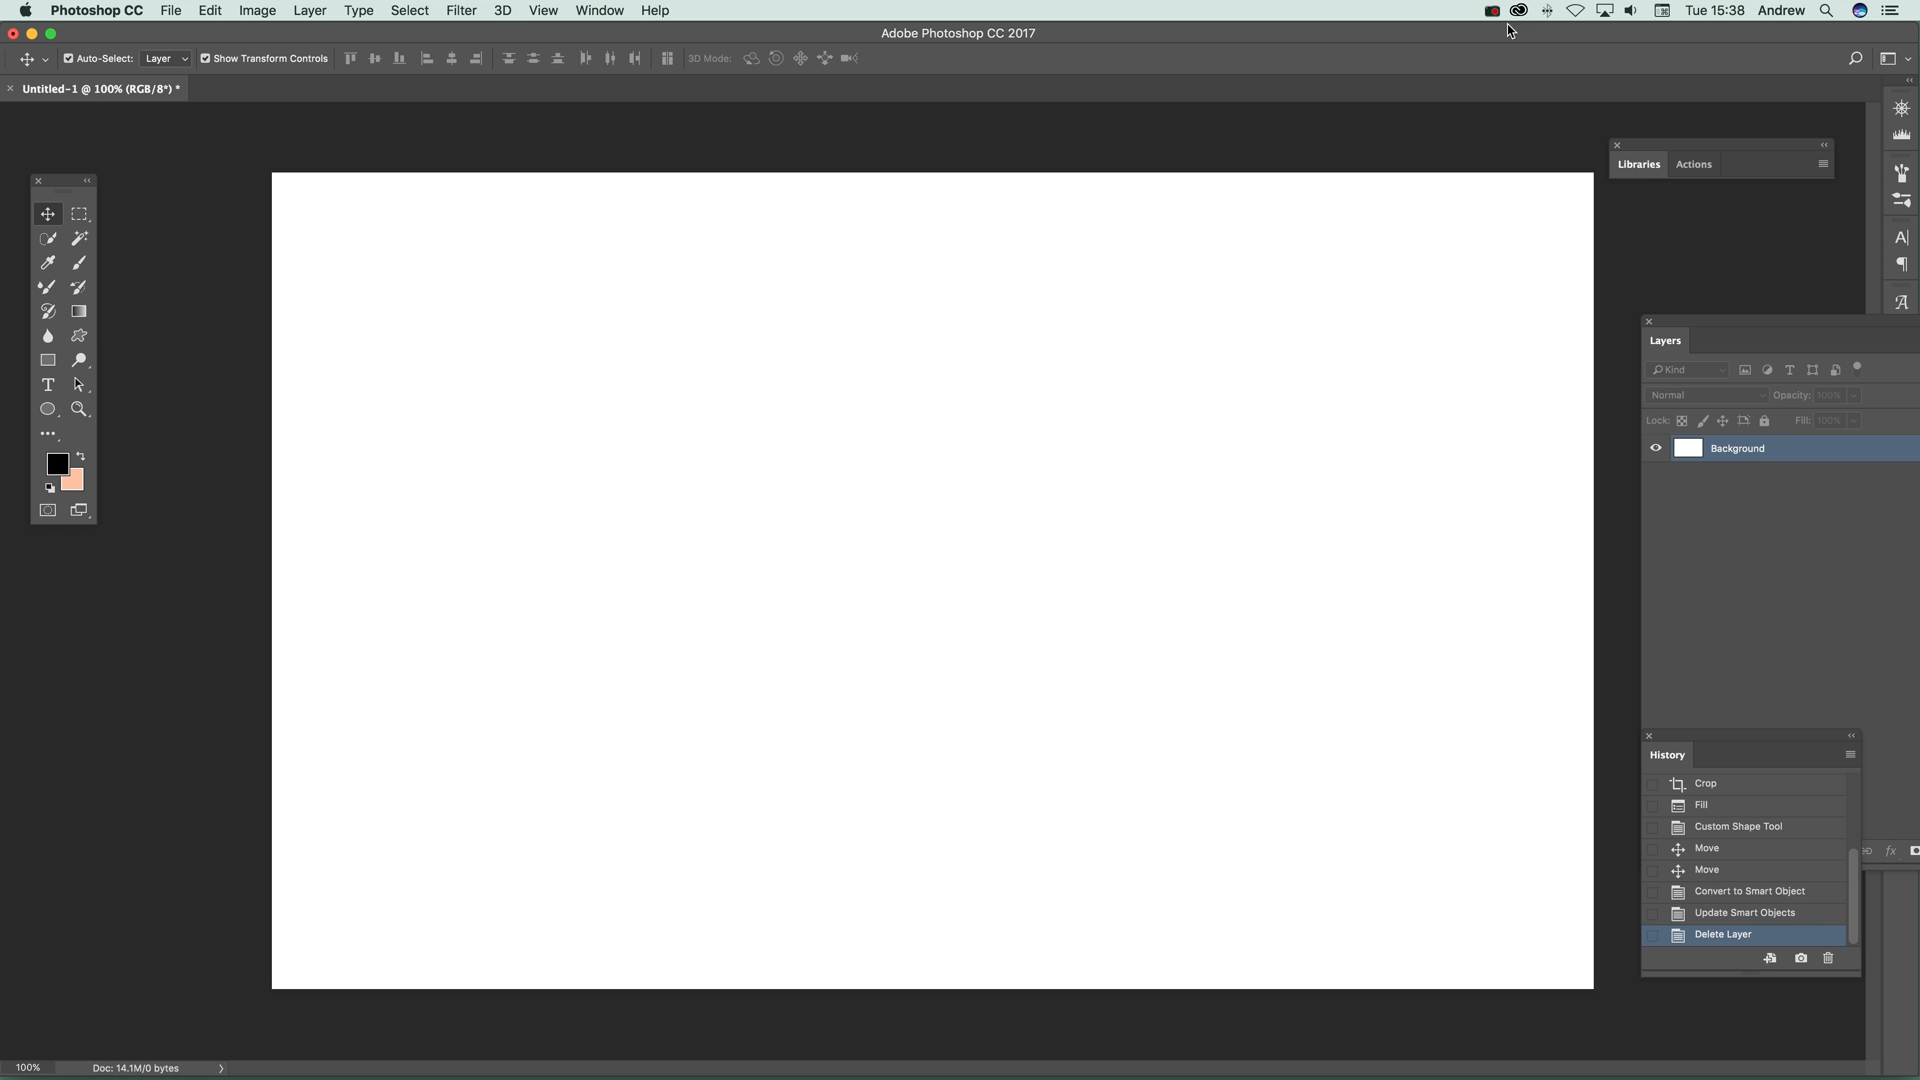 Photoshop CC File Edit Image Layer Type Select Filter 3D View Window Help Tue 15:38 Andrew
Adobe Photoshop CC 2017
Auto-Select: Layer Show Transform Controls 3D Mode:
Untitled-1 @ 100% (RGB/8*) *
Libraries Actions
Layers
Kind
Normal Opacity: 100%
Lock: Fill: 100%
Background
History
Crop
Fill
Custom Shape Tool
Move
Move
Convert to Smart Object
Update Smart Objects
Delete Layer
100% Doc: 14.1M/0 bytes